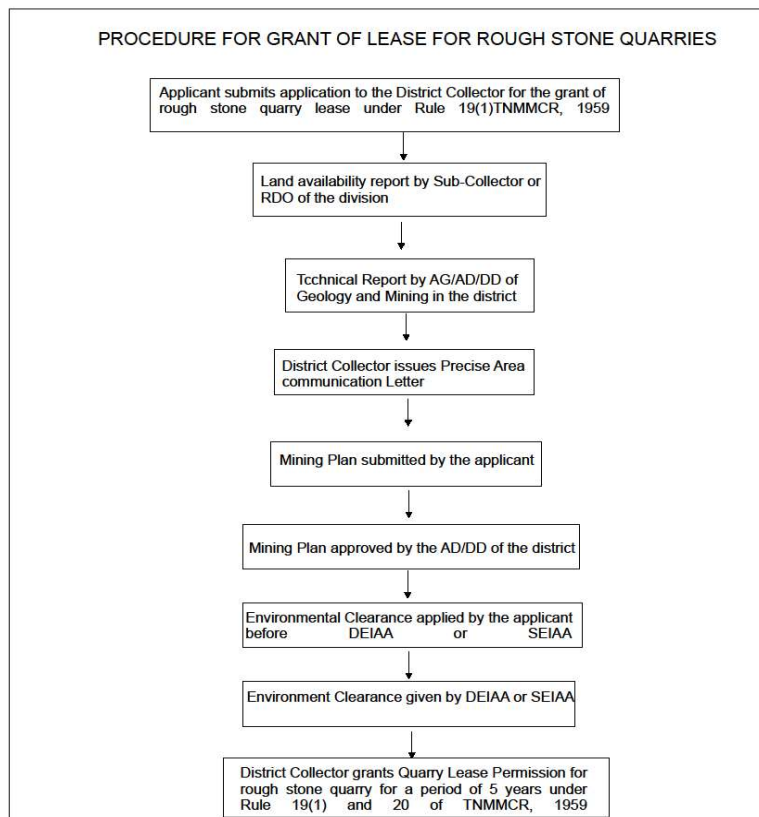 PROCEDURE FOR GRANT OF LEASE FOR ROUGH STONE QUARRIES
Applicant submits application to the District Collector for the grant of
rough stone quarry lease under Rule 19(1)TNMMCR, 1959
Land availability report by Sub-Collector or
RDO of the division
Tcchnical Report by AG/AD/DD of
Geology and Mining in the district
District Collector issues Precise Area
communication Letter
Mining Plan submitted by the applicant
Mining Plan approved by the AD/DD of the district
Environmental Clearance applied by the applicant
before DEIAA or SEIAA
Environment Clearance given by DEIAA or SEIAA
District Collector grants Quarry Lease Permission for
rough stone quarry for a period of 5 years under
Rule 19(1) and 20 of TNMMCR, 1959